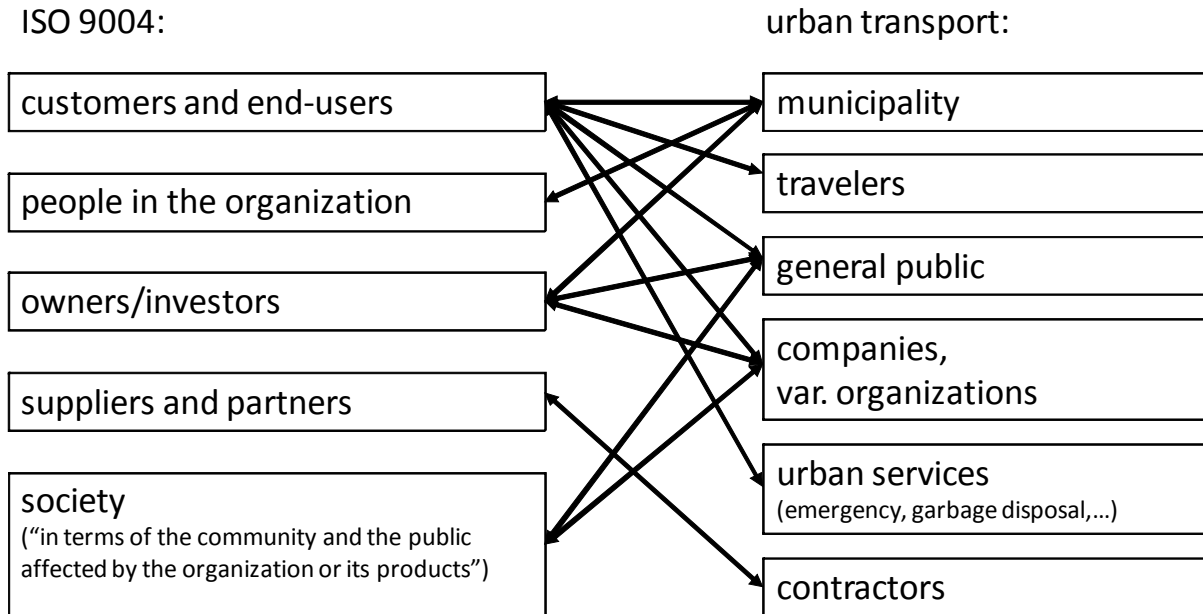 ISO 9004:
customers and end-users
people in the organization
owners/investors
suppliers and partners
society
(“in terms of the community and the public
affected by the organization or its products”)
urban transport:
municipality
travelers
general public
companies,
var. organizations
urban services
(emergency, garbage disposal,...)
contractors